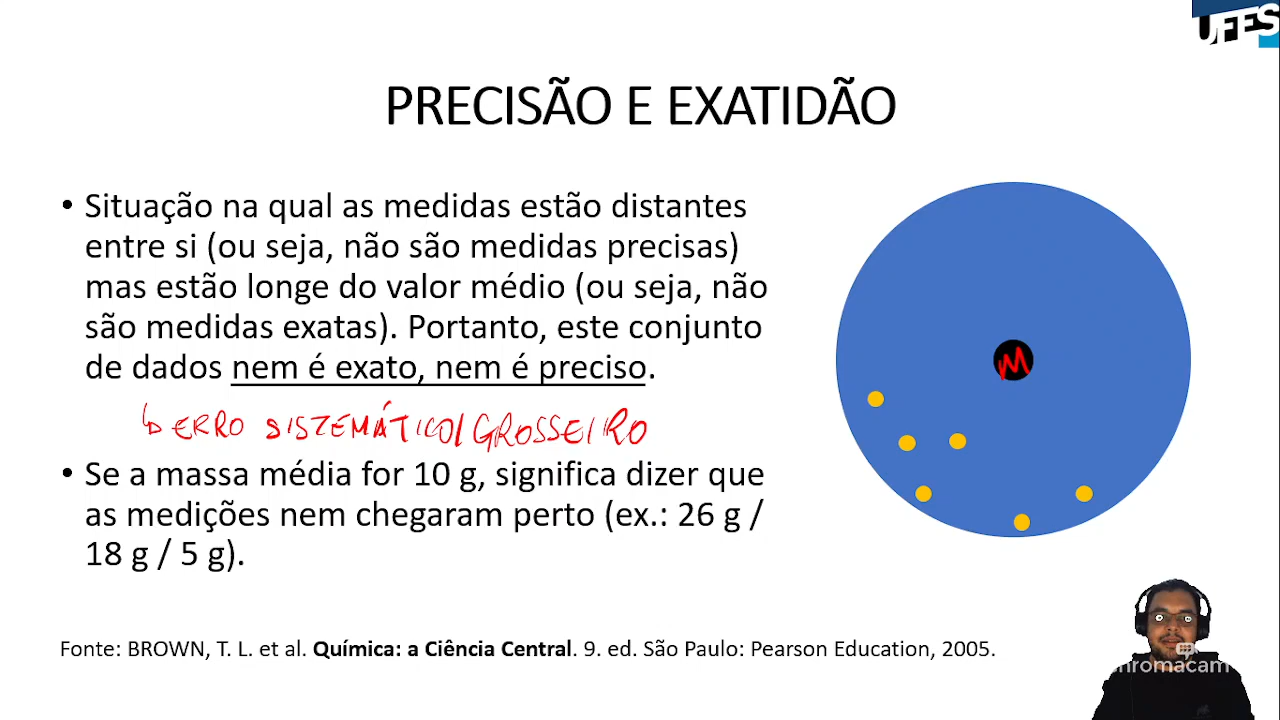 UFES
PRECISÃO E EXATIDÃO
• Situação na qual as medidas estão distantes
entre si (ou seja, não são medidas precisas)
mas estão longe do valor médio (ou seja, não
são medidas exatas). Portanto, este conjunto
de dados nem é exato, nem é preciso.
↳ ERRO SISTEMÁTICO/GROSSEIRO
• Se a massa média for 10 g, significa dizer que
as medições nem chegaram perto (ex.: 26 g /
18 g / 5 g).
M
Fonte: BROWN, T. L. et al. Química: a Ciência Central. 9. ed. São Paulo: Pearson Education, 2005.
chromacam